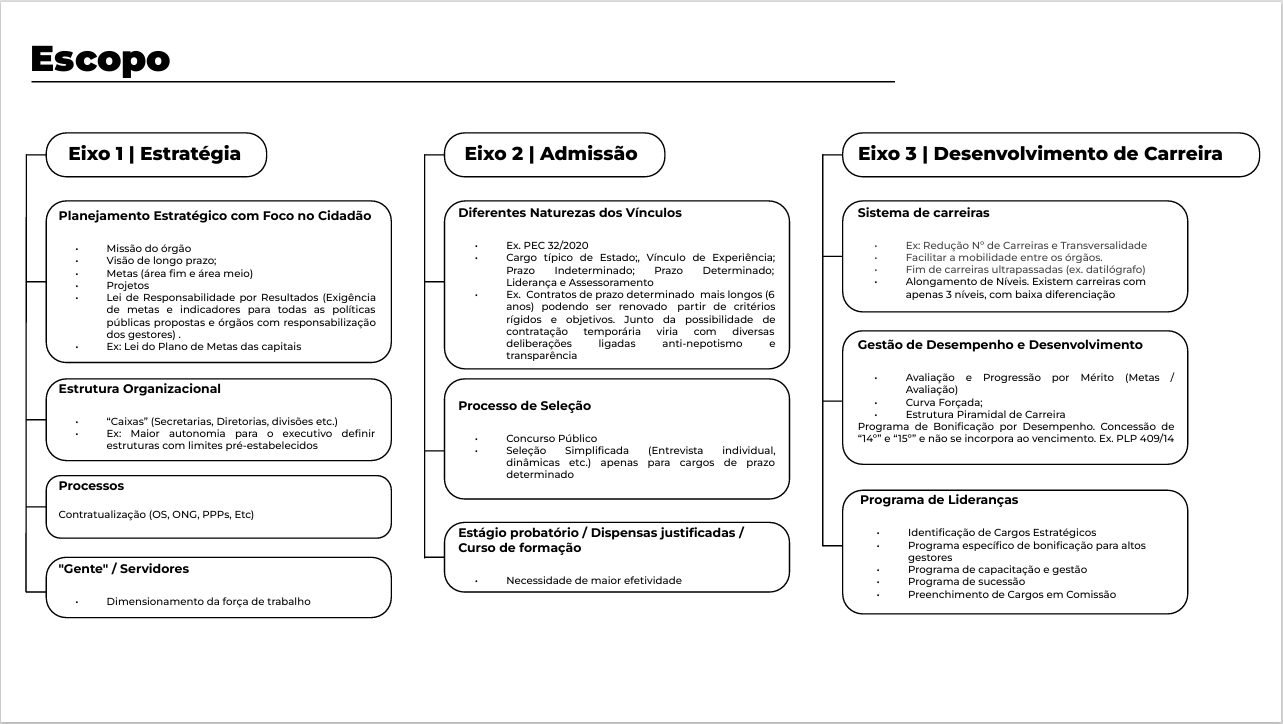 Escopo
Eixo 1 | Estratégia
Planejamento Estratégico com Foco no Cidadão
• Missão do órgão
• Visão de longo prazo;
• Metas (área fim e área meio)
• Projetos
• Lei de Responsabilidade por Resultados (Exigência
de metas e indicadores para todas as políticas
públicas propostas e órgãos com responsabilização
dos gestores) .
• Ex: Lei do Plano de Metas das capitais
Estrutura Organizacional
• “Caixas” (Secretarias, Diretorias, divisões etc.)
• Ex: Maior autonomia para o executivo definir
estruturas com limites pré-estabelecidos
Processos
Contratualização (OS, ONG, PPPs, Etc)
"Gente" / Servidores
• Dimensionamento da força de trabalho
Eixo 2 | Admissão
Diferentes Naturezas dos Vínculos
• Ex. PEC 32/2020
• Cargo típico de Estado;, Vínculo de Experiência;
Prazo Indeterminado; Prazo Determinado;
Liderança e Assessoramento
• Ex. Contratos de prazo determinado mais longos (6
anos) podendo ser renovado partir de critérios
rígidos e objetivos. Junto da possibilidade de
contratação temporária viria com diversas
deliberações ligadas anti-nepotismo e
transparência
Processo de Seleção
• Concurso Público
• Seleção Simplificada (Entrevista individual,
dinâmicas etc.) apenas para cargos de prazo
determinado
Estágio probatório / Dispensas justificadas /
Curso de formação
• Necessidade de maior efetividade
Eixo 3 | Desenvolvimento de Carreira
Sistema de carreiras
• Ex: Redução Nº de Carreiras e Transversalidade
• Facilitar a mobilidade entre os órgãos.
• Fim de carreiras ultrapassadas (ex. datilógrafo)
• Alongamento de Níveis. Existem carreiras com
apenas 3 níveis, com baixa diferenciação
Gestão de Desempenho e Desenvolvimento
• Avaliação e Progressão por Mérito (Metas /
Avaliação)
• Curva Forçada;
• Estrutura Piramidal de Carreira
Programa de Bonificação por Desempenho. Concessão de
“14º” e “15º” e não se incorpora ao vencimento. Ex. PLP 409/14
Programa de Lideranças
• Identificação de Cargos Estratégicos
• Programa específico de bonificação para altos
gestores
• Programa de capacitação e gestão
• Programa de sucessão
• Preenchimento de Cargos em Comissão